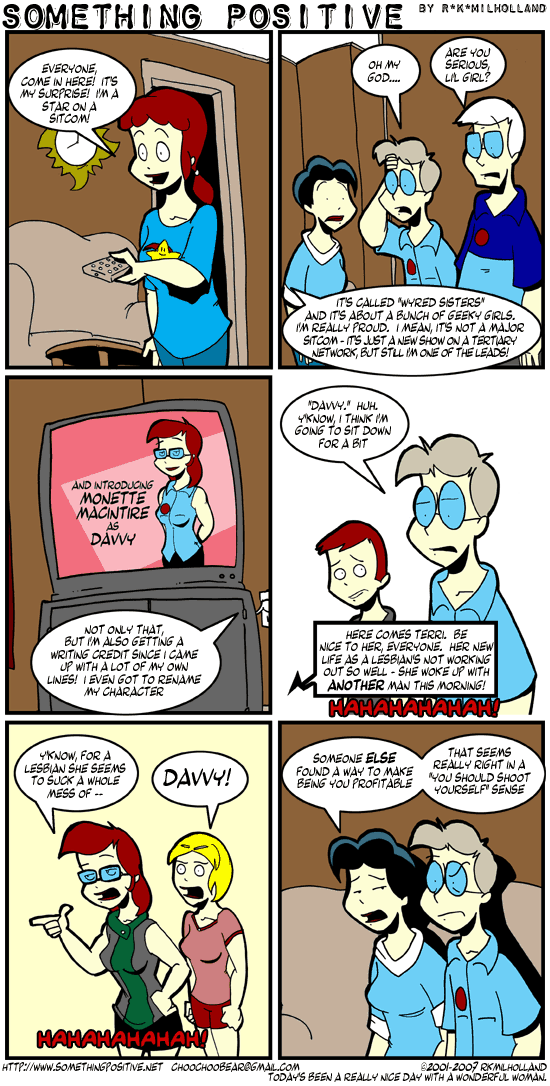 SOMETHING POSITIVE BY R*K*MILHOLLAND
EVERYONE,
COME IN HERE! IT'S
MY SURPRISE! I'M A
STAR ON A
SITCOM!
OH MY
GOD....
ARE YOU
SERIOUS,
LI'L GIRL?
IT'S CALLED "WYRED SISTERS"
AND IT'S ABOUT A BUNCH OF GEEKY GIRLS.
I'M REALLY PROUD. I MEAN, IT'S NOT A MAJOR
SITCOM - IT'S JUST A NEW SHOW ON A TERTIARY
NETWORK, BUT STILL I'M ONE OF THE LEADS!
AND INTRODUCING
MONETTE
MACINTIRE
AS
DAVVY
NOT ONLY THAT,
BUT I'M ALSO GETTING A
WRITING CREDIT SINCE I CAME
UP WITH A LOT OF MY OWN
LINES! I EVEN GOT TO RENAME
MY CHARACTER
"DAVVY." HUH.
Y'KNOW, I THINK I'M
GOING TO SIT DOWN
FOR A BIT
HERE COMES TERRI. BE
NICE TO HER, EVERYONE. HER NEW
LIFE AS A LESBIAN'S NOT WORKING
OUT SO WELL - SHE WOKE UP WITH
ANOTHER MAN THIS MORNING!
HAHAHAHAHAH!
Y'KNOW, FOR A
LESBIAN SHE SEEMS
TO SUCK A WHOLE
MESS OF --
DAVVY!
HAHAHAHAHAH!
SOMEONE ELSE
FOUND A WAY TO MAKE
BEING YOU PROFITABLE
THAT SEEMS
REALLY RIGHT IN A
"YOU SHOULD SHOOT
YOURSELF" SENSE
HTTP://WWW.SOMETHINGPOSITIVE.NET CHOOCHOOBEAR@GMAIL.COM ©2001-2007 RKMILHOLLAND
TODAY'S BEEN A REALLY NICE DAY WITH A WONDERFUL WOMAN.